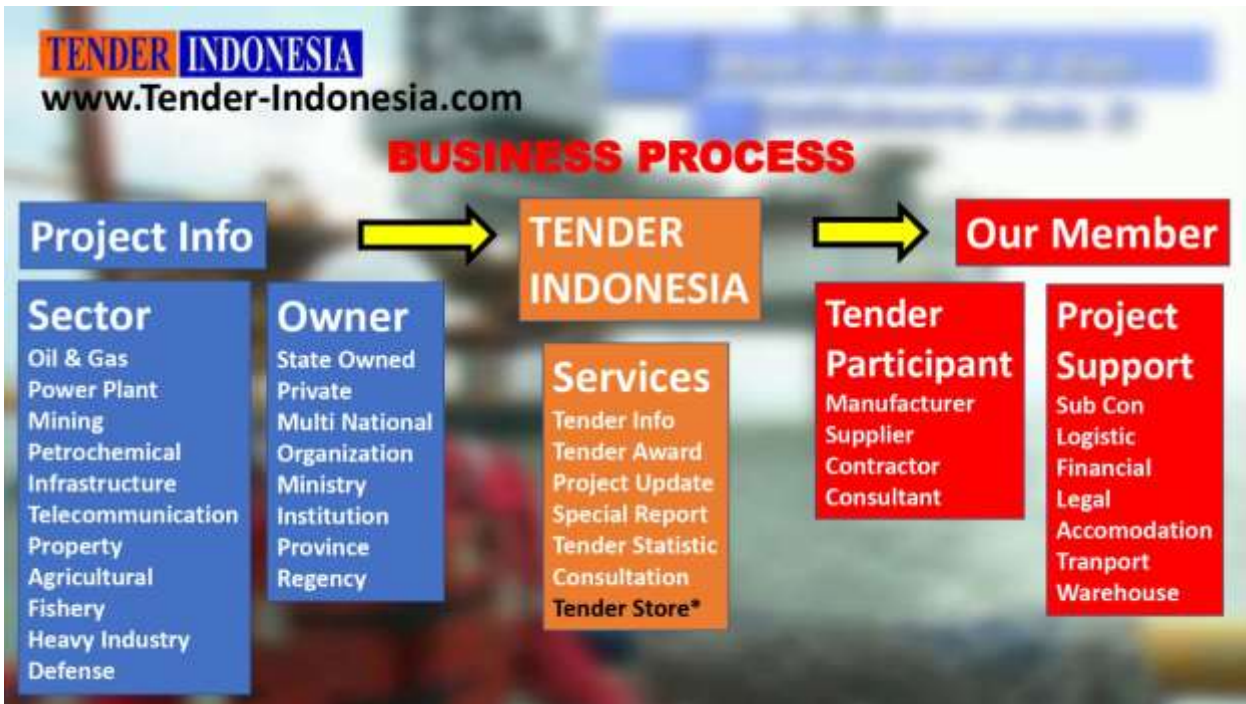 TENDER INDONESIA
www.Tender-Indonesia.com
BUSINESS PROCESS
Project Info
TENDER
INDONESIA
Our Member
Sector
Oil & Gas
Power Plant
Mining
Petrochemical
Infrastructure
Telecommunication
Property
Agricultural
Fishery
Heavy Industry
Defense
Owner
State Owned
Private
Multi National
Organization
Ministry
Institution
Province
Regency
Services
Tender Info
Tender Award
Project Update
Special Report
Tender Statistic
Consultation
Tender Store*
Tender
Participant
Manufacturer
Supplier
Contractor
Consultant
Project
Support
Sub Con
Logistic
Financial
Legal
Accomodation
Tranport
Warehouse